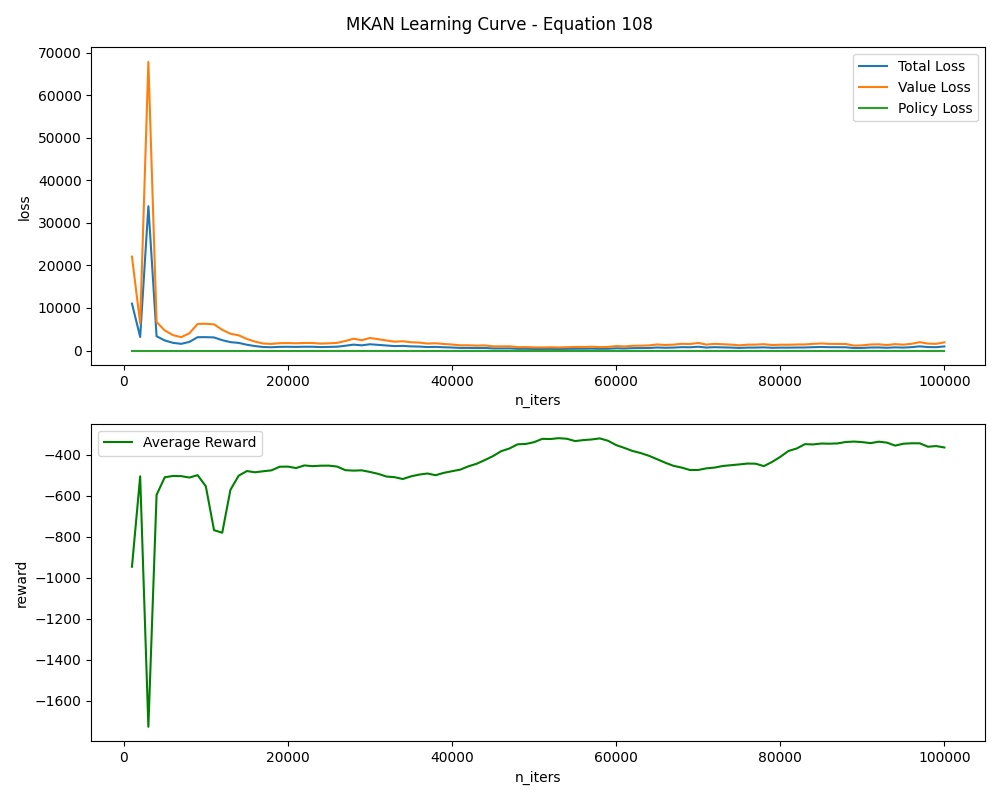 MKAN Learning Curve - Equation 108
70000
60000
50000
40000
30000
20000
10000
0
loss
Total Loss
Value Loss
Policy Loss
0 20000 40000 60000 80000 100000
n_iters
Average Reward
−400
−600
−800
−1000
−1200
−1400
−1600
reward
0 20000 40000 60000 80000 100000
n_iters